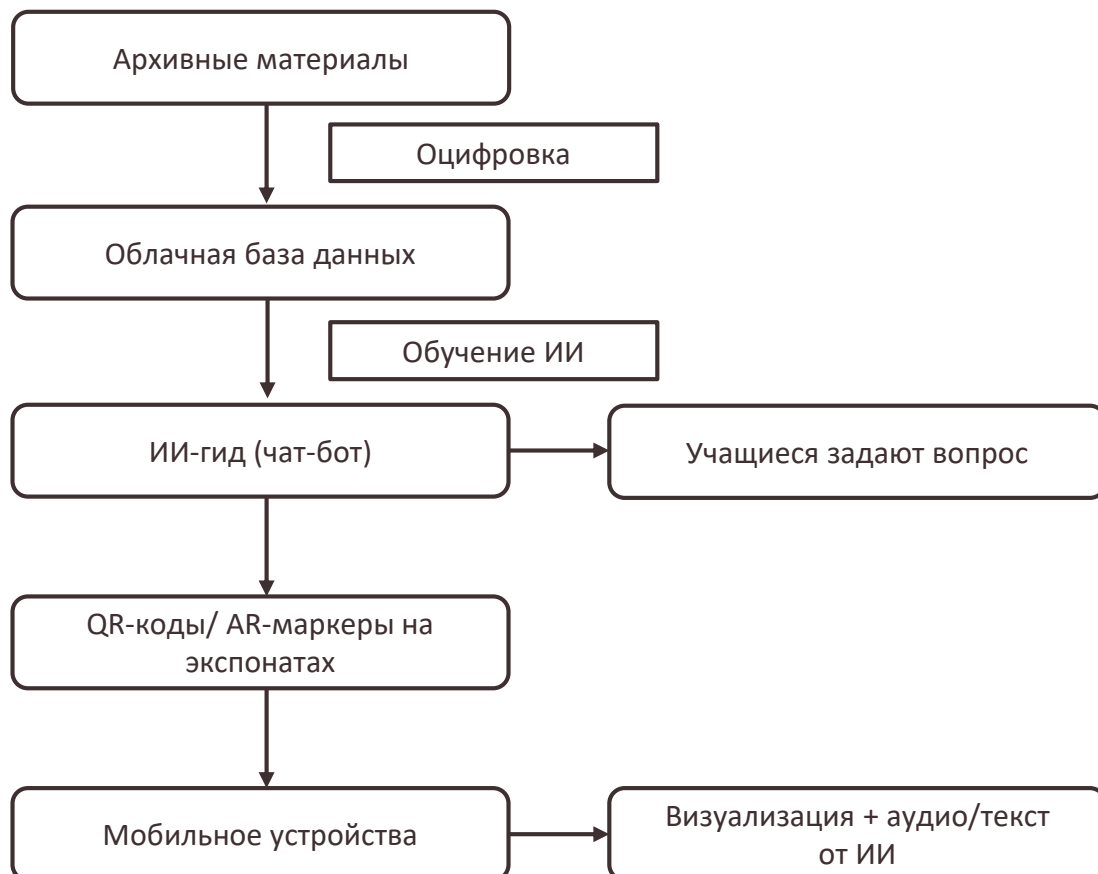 Архивные материалы
Оцифровка
Облачная база данных
Обучение ИИ
ИИ-гид (чат-бот)
Учащиеся задают вопрос
QR-коды/ AR-маркеры на
экспонатах
Мобильное устройства
Визуализация + аудио/текст
от ИИ